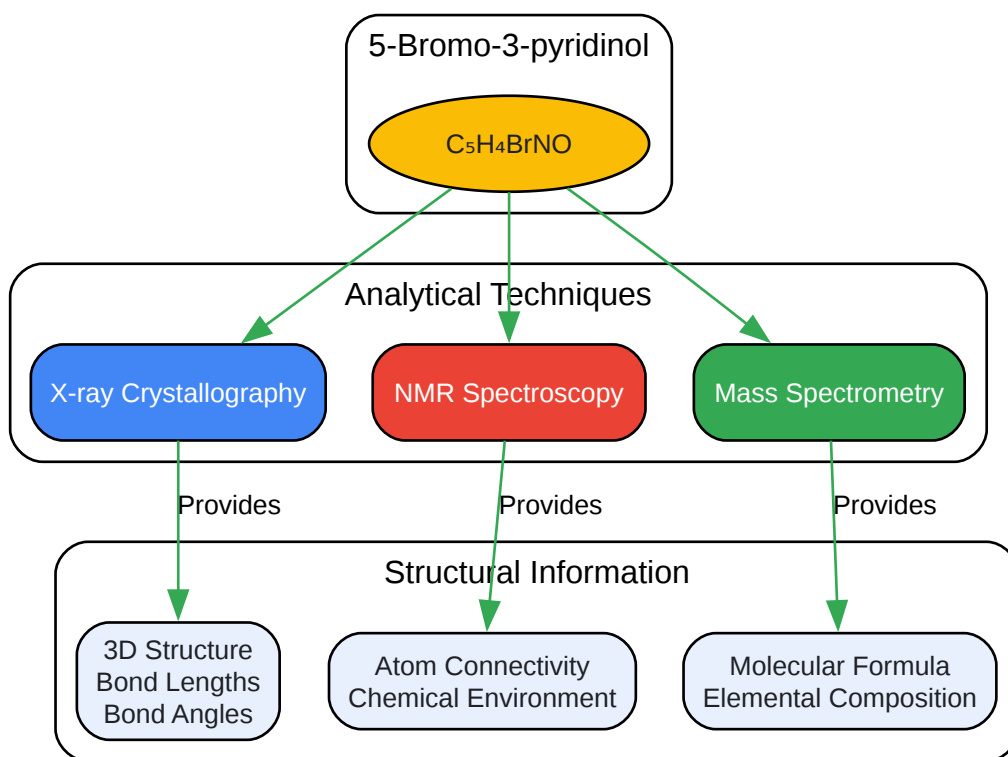 5-Bromo-3-pyridinol
C₅H₄BrNO
Analytical Techniques
X-ray Crystallography
NMR Spectroscopy
Mass Spectrometry
Provides
Provides
Provides
Structural Information
3D Structure
Bond Lengths
Bond Angles
Atom Connectivity
Chemical Environment
Molecular Formula
Elemental Composition